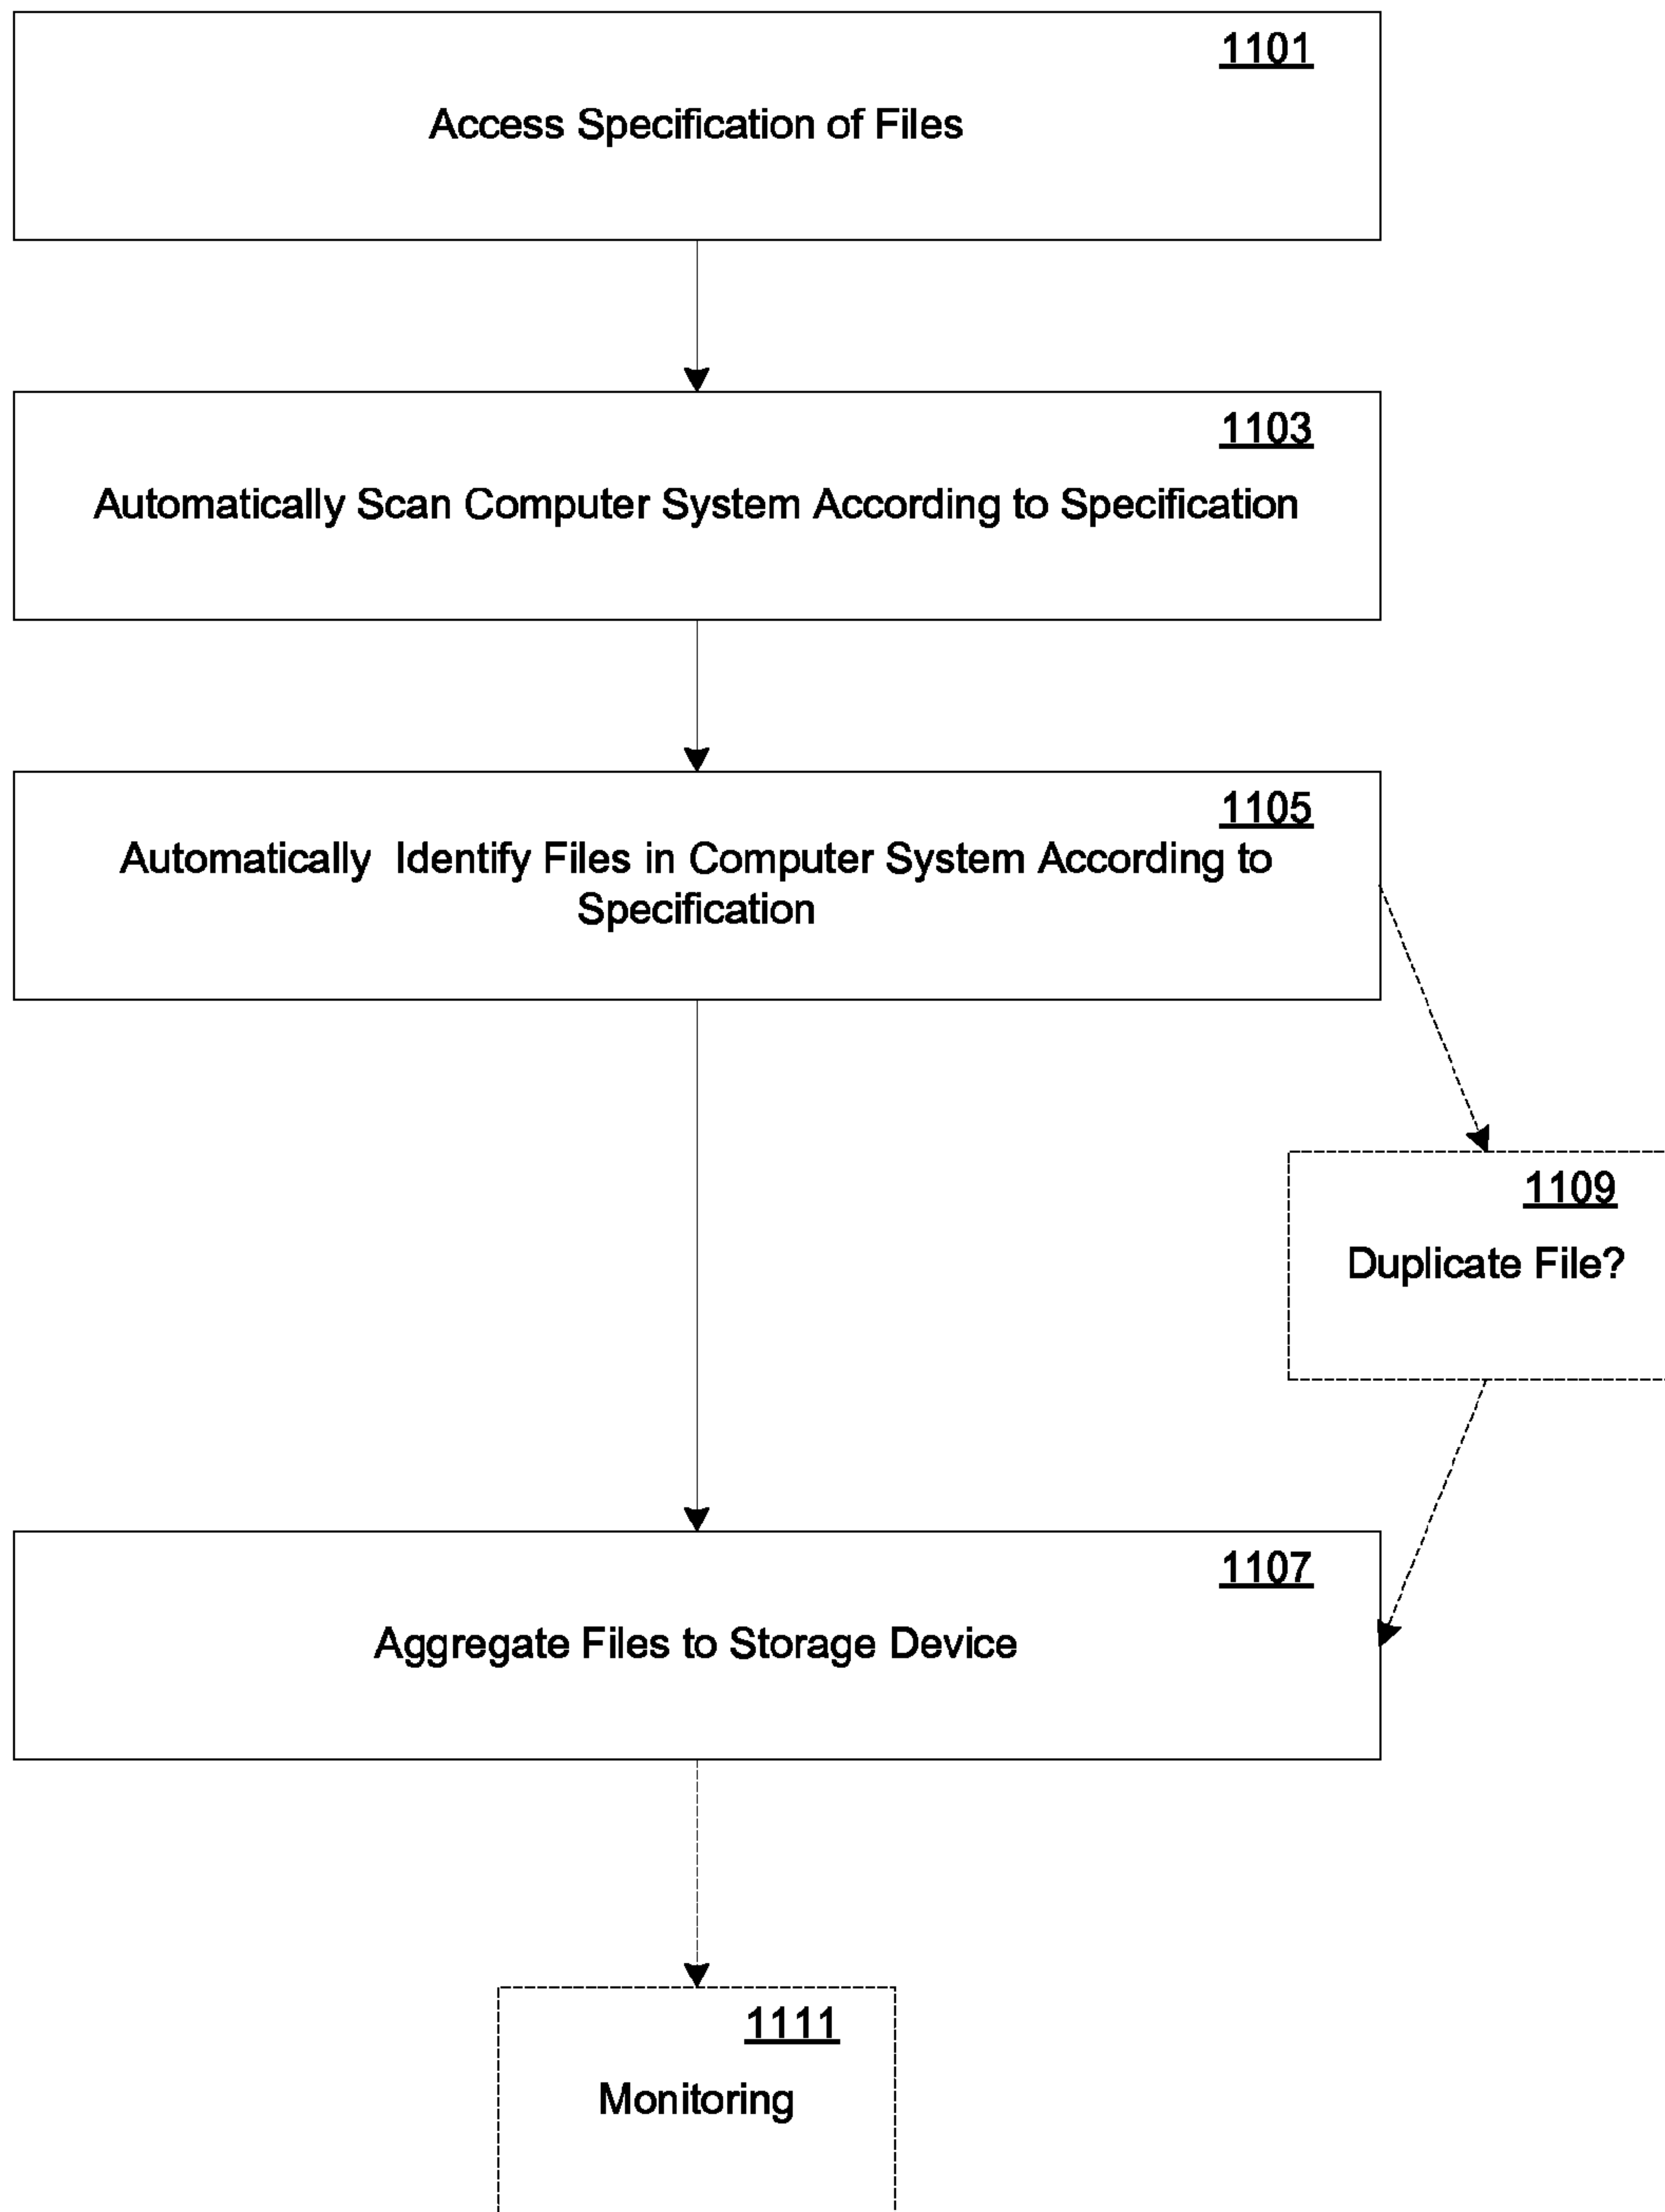 1101
Access Specification of Files
1103
Automatically Scan Computer System According to Specification
1105
Automatically  Identify Files in Computer System According to
Specification
1109
Duplicate File?
1107
Aggregate Files to Storage Device
1111
Monitoring